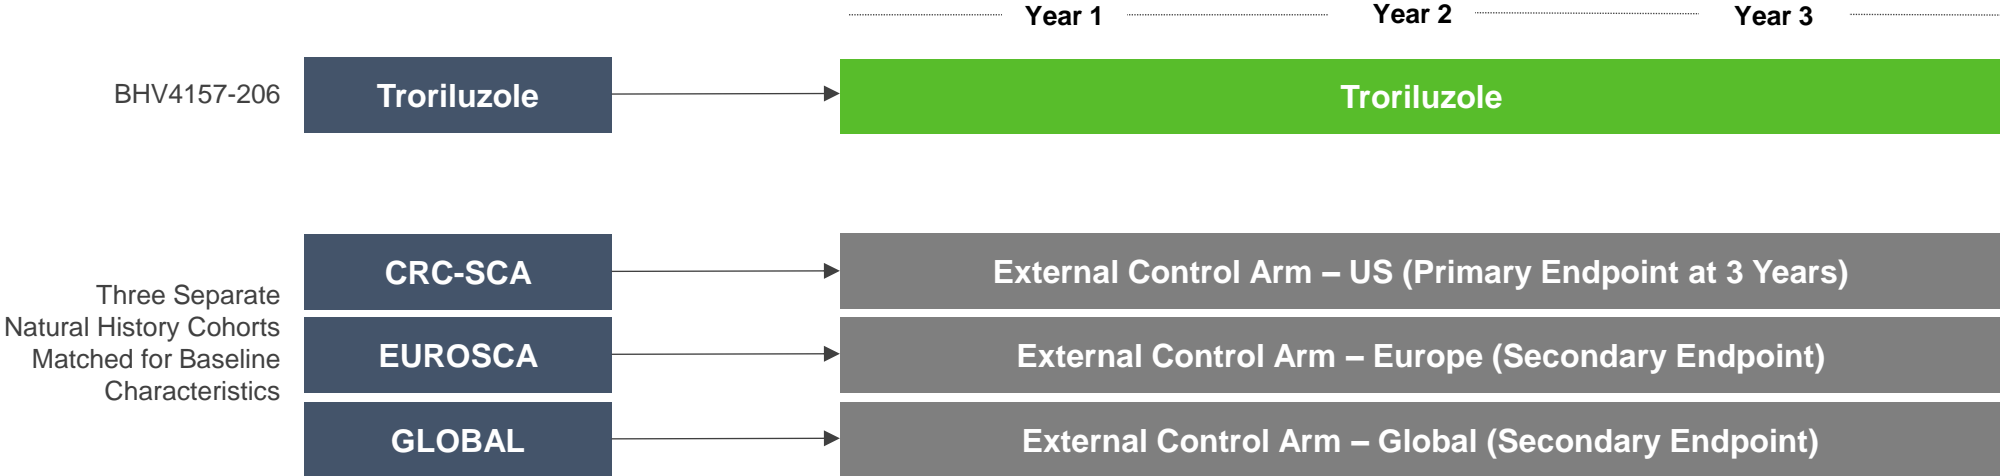 Year 1
Year 2
Year 3
BHV4157-206
Troriluzole
Troriluzole
Three Separate
Natural History Cohorts
Matched for Baseline
Characteristics
CRC-SCA
External Control Arm – US (Primary Endpoint at 3 Years)
EUROSCA
External Control Arm – Europe (Secondary Endpoint)
GLOBAL
External Control Arm – Global (Secondary Endpoint)